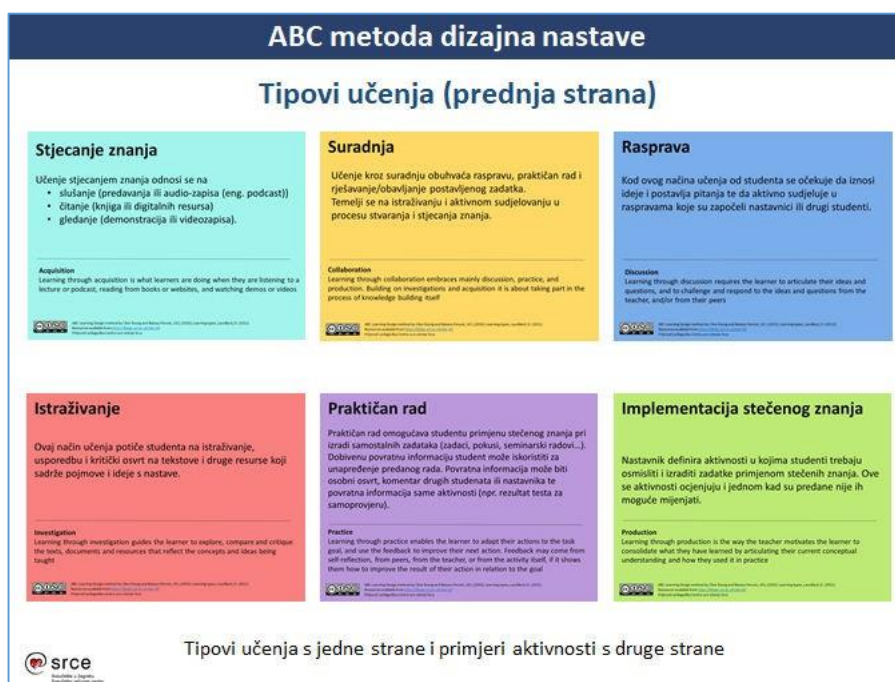 ABC metoda dizajna nastave
Tipovi učenja (prednja strana)
Stjecanje znanja
Učenje stjecanjem znanja odnosi se na
• slušanje (predavanja ili audio-zapisa (eng. podcast))
• čitanje (knjiga ili digitalnih resursa)
• gledanje (demonstracija ili videozapisa).
Acquisition
Learning through acquisition is what learners are doing when they are listening to a
lecture or podcast, reading from books or websites, and watching demos or videos
Suradnja
Učenje kroz suradnju obuhvaća raspravu, praktičan rad i
rješavanje/obavljanje postavljenog zadatka.
Temelji se na istraživanju i aktivnom sudjelovanju u
procesu stvaranja i stjecanja znanja.
Collaboration
Learning through collaboration embraces mainly discussion, practice, and
production. Building on investigations and acquisition it is about taking part in the
process of knowledge building itself
Rasprava
Kod ovog načina učenja od studenta se očekuje da iznosi
ideje i postavlja pitanja te da aktivno sudjeluje u
raspravama koje su započeli nastavnici ili drugi studenti.
Discussion
Learning through discussion requires the learner to articulate their ideas and
questions, and to challenge and respond to the ideas and questions from the
teacher, and/or from their peers
Istraživanje
Ovaj način učenja potiče studenta na istraživanje,
usporedbu i kritički osvrt na tekstove i druge resurse koji
sadrže pojmove i ideje s nastave.
Investigation
Learning through investigation guides the learner to explore, compare and critique
the texts, documents and resources that reflect the concepts and ideas being
taught
Praktičan rad
Praktičan rad omogućava studentu primjenu stečenog znanja pri
izradi samostalnih zadataka (zadaci, pokusi, seminarski radovi...).
Dobivenu povratnu informaciju student može iskoristiti za
unapređenje predanog rada. Povratna informacija može biti
osobni osvrt, komentar drugih studenata ili nastavnika te
povratna informacija same aktivnosti (npr. rezultat testa za
samoprovjeru).
Practice
Learning through practice enables the learner to adapt their actions to the task
goal, and use the feedback to improve their next action. Feedback may come from
self-reflection, from peers, from the teacher, or from the activity itself, if it shows
them how to improve the result of their action in relation to the goal
Implementacija stečenog znanja
Nastavnik definira aktivnosti u kojima studenti trebaju
osmisliti i izraditi zadatke primjenom stečenih znanja. Ove
se aktivnosti ocjenjuju i jednom kad su predane nije ih
moguće mijenjati.
Production
Learning through production is the way the teacher motivates the learner to
consolidate what they have learned by articulating their current conceptual
understanding and how they used it in practice
Tipovi učenja s jedne strane i primjeri aktivnosti s druge strane
srce